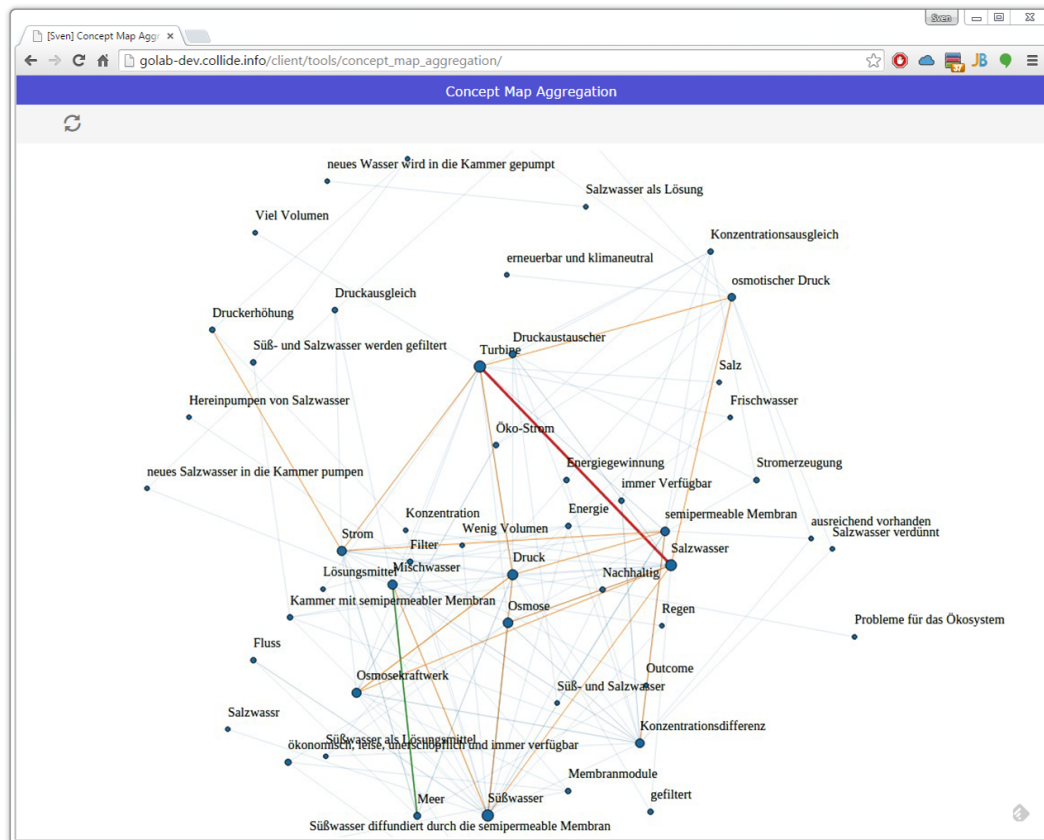 Sven
[Sven] Concept Map Aggr
golab-dev.collide.info/client/tools/concept_map_aggregation/
37
JB
Concept Map Aggregation
neues Wasser wird in die Kammer gepumpt
Salzwasser als Lösung
Viel Volumen
Konzentrationsausgleich
erneuerbar und klimaneutral
osmotischer Druck
Druckausgleich
Druckerhöhung
Druckaustauscher
Süß- und Salzwasser werden gefiltert
Turbine
Salz
Hereinpumpen von Salzwasser
Frischwasser
Öko-Strom
neues Salzwasser in die Kammer pumpen
Energiegewinnung
Stromerzeugung
immer Verfügbar
Konzentration
Energie
semipermeable Membran
ausreichend vorhanden
Strom
Wenig Volumen
Salzwasser verdünnt
Filter
Druck
Salzwasser
Lösungsmittel
Mischwasser
Nachhaltig
Kammer mit semipermeabler Membran
Osmose
Regen
Probleme für das Ökosystem
Fluss
Osmosekraftwerk
Outcome
Süß- und Salzwasser
Salzwassr
Konzentrationsdifferenz
Süßwasser als Lösungsmittel
ökonomisch, leise, unerschöpflich und immer verfügbar
Membranmodule
Meer
Süßwasser
gefiltert
Süßwasser diffundiert durch die semipermeable Membran